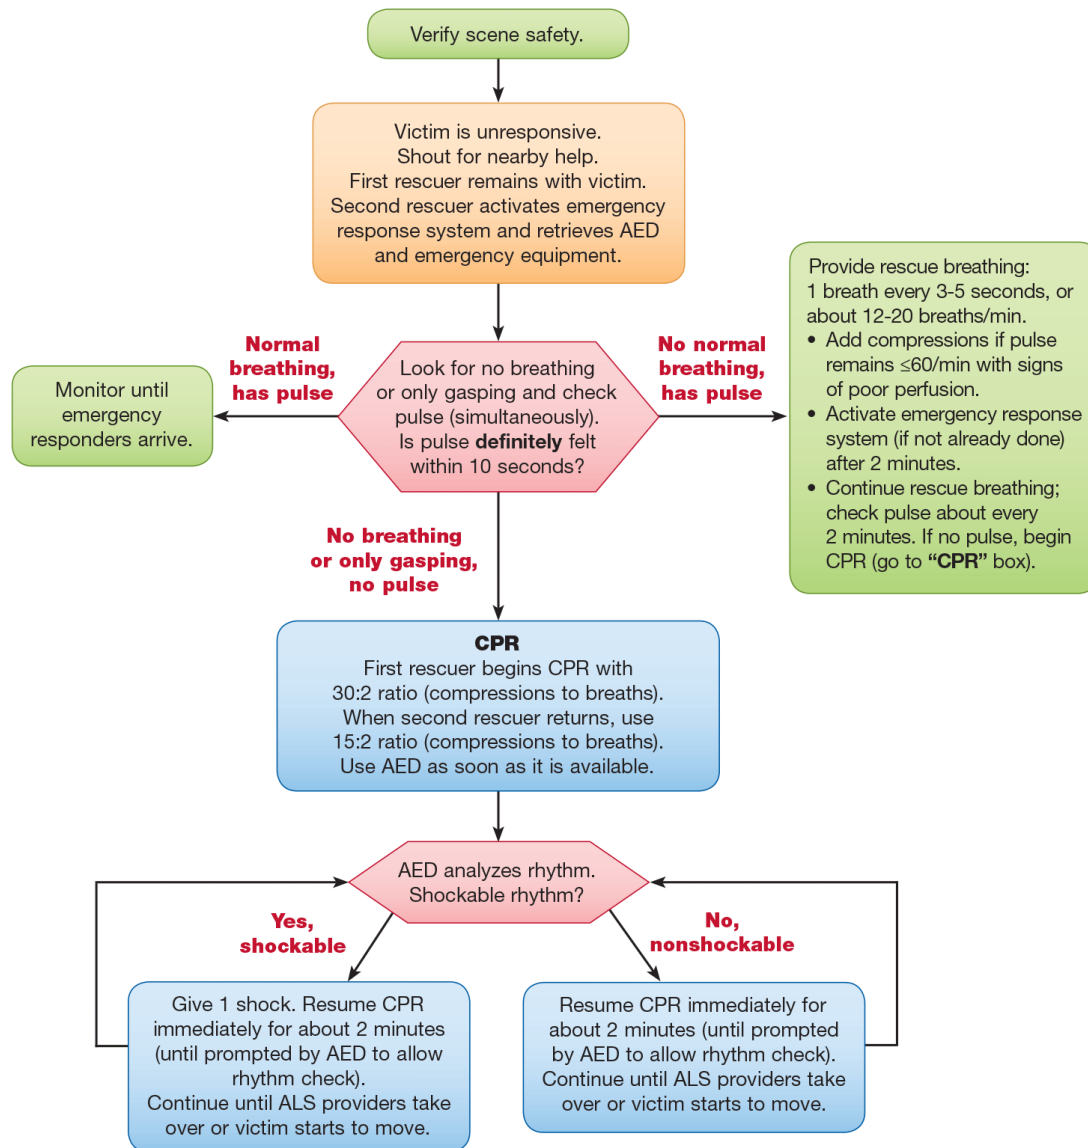 Verify scene safety.
Victim is unresponsive.
Shout for nearby help.
First rescuer remains with victim.
Second rescuer activates emergency
response system and retrieves AED
and emergency equipment.
Normal
breathing,
has pulse
Monitor until
emergency
responders arrive.
Look for no breathing
or only gasping and check
pulse (simultaneously).
Is pulse definitely felt
within 10 seconds?
No normal
breathing,
has pulse
Provide rescue breathing:
1 breath every 3-5 seconds, or
about 12-20 breaths/min.
• Add compressions if pulse
remains ≤60/min with signs
of poor perfusion.
• Activate emergency response
system (if not already done)
after 2 minutes.
• Continue rescue breathing;
check pulse about every
2 minutes. If no pulse, begin
CPR (go to “CPR” box).
No breathing
or only gasping,
no pulse
CPR
First rescuer begins CPR with
30:2 ratio (compressions to breaths).
When second rescuer returns, use
15:2 ratio (compressions to breaths).
Use AED as soon as it is available.
AED analyzes rhythm.
Shockable rhythm?
Yes,
shockable
No,
nonshockable
Give 1 shock. Resume CPR
immediately for about 2 minutes
(until prompted by AED to allow
rhythm check).
Continue until ALS providers take
over or victim starts to move.
Resume CPR immediately for
about 2 minutes (until prompted
by AED to allow rhythm check).
Continue until ALS providers take
over or victim starts to move.